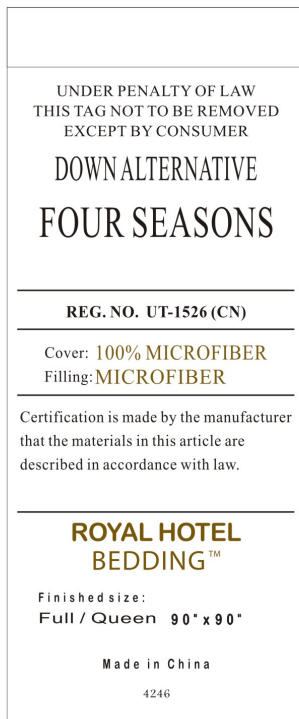 UNDER PENALTY OF LAW
THIS TAG NOT TO BE REMOVED
EXCEPT BY CONSUMER
DOWN ALTERNATIVE
FOUR SEASONS
REG. NO. UT-1526 (CN)
Cover: 100% MICROFIBER
Filling: MICROFIBER
Certification is made by the manufacturer
that the materials in this article are
described in accordance with law.
ROYAL HOTEL
BEDDING™
Finished size:
Full / Queen 90"x90"
Made in China
4246